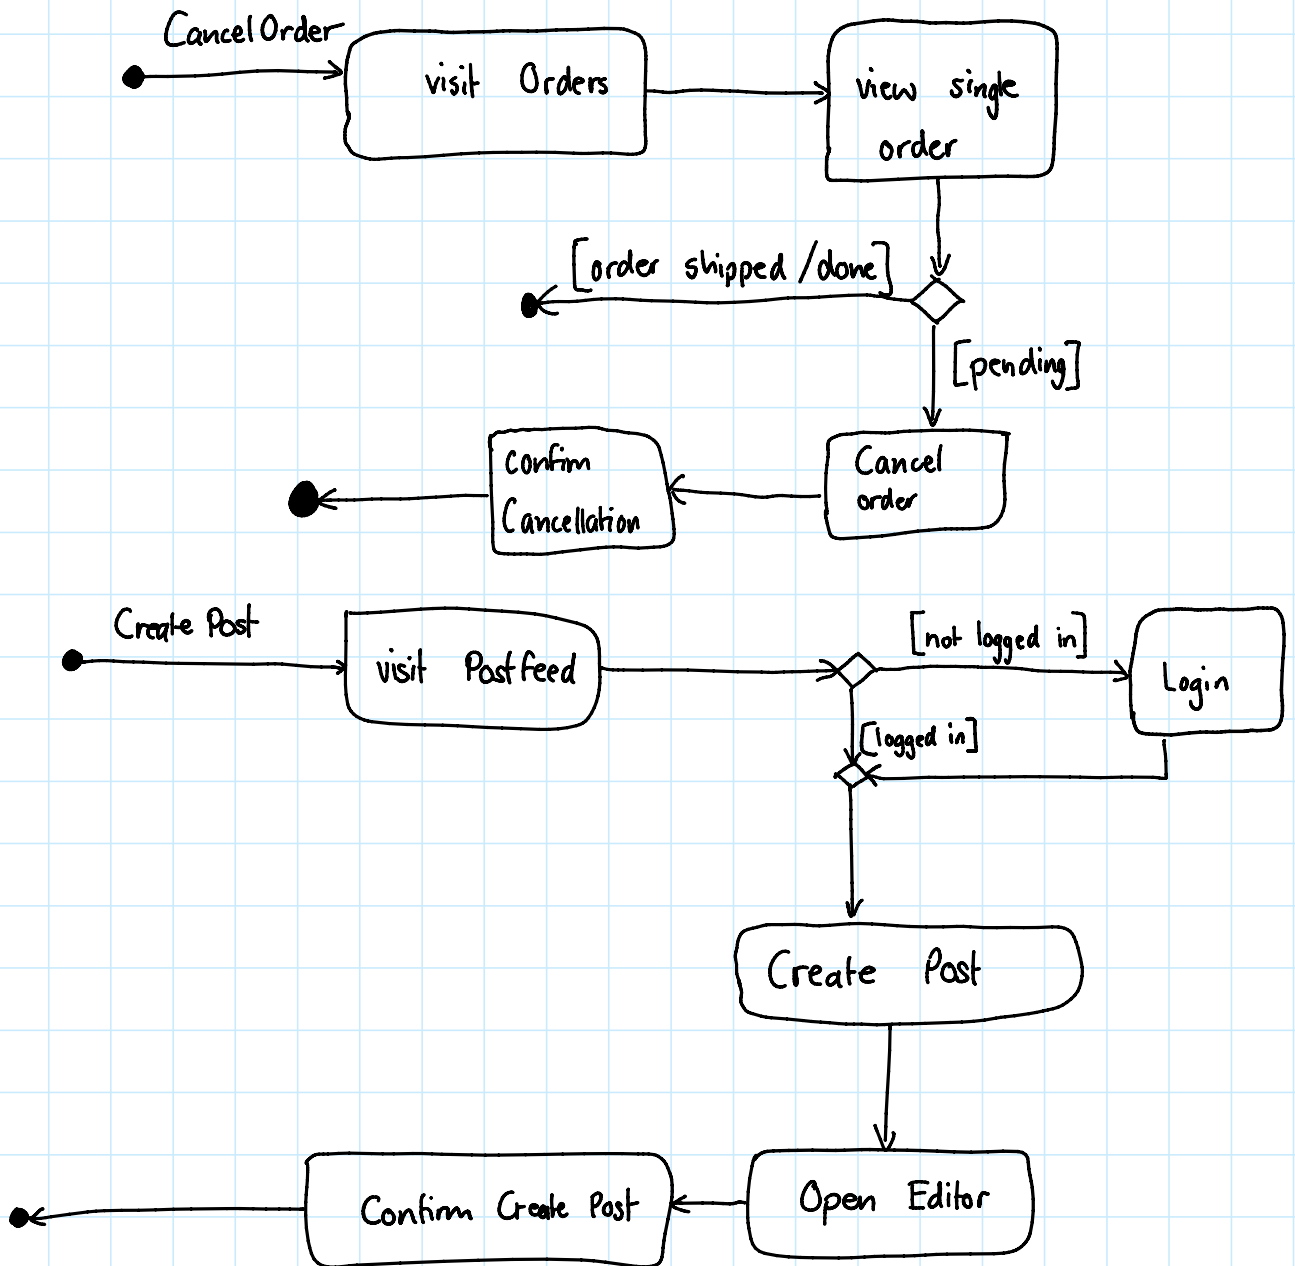 Cancel Order
visit Orders
view single
order
[order shipped/done]
[pending]
Cancel
order
Confirm
Cancellation
Create Post
visit Postfeed
[not logged in]
Login
[logged in]
Create Post
Open Editor
Confirm Create Post